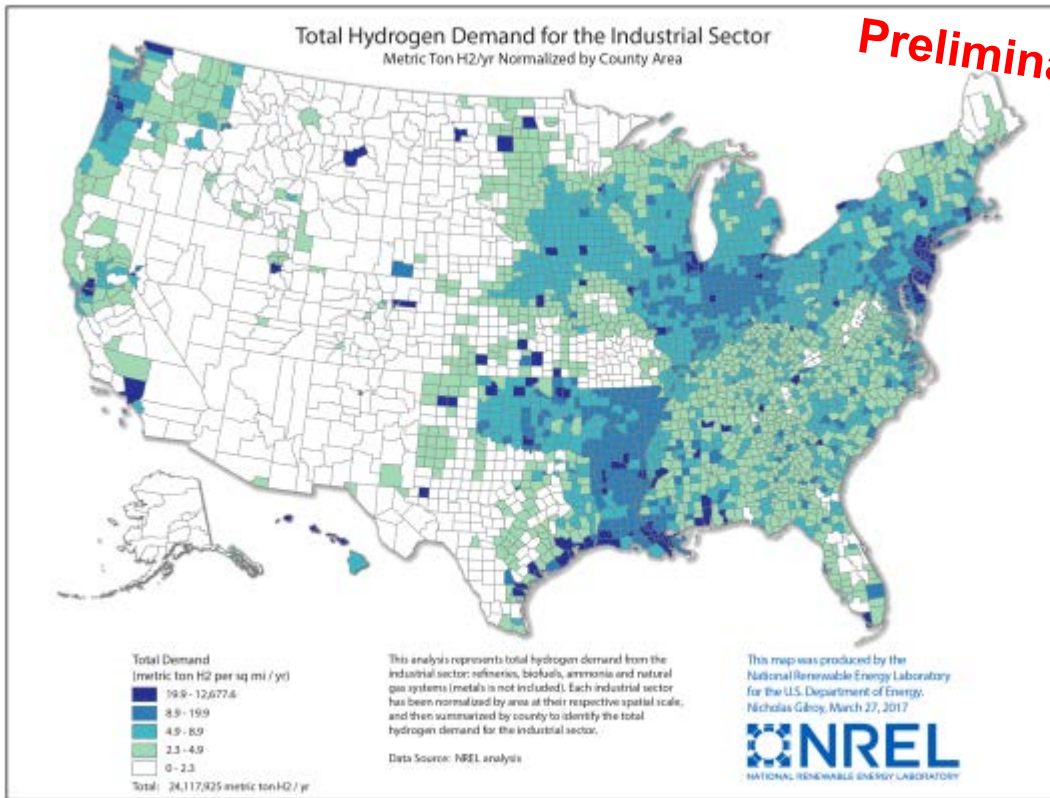 Total Hydrogen Demand for the Industrial Sector
Metric Ton H2/yr Normalized by County Area
Prelimina
Total Demand
(metric ton H2 per sq mi / yr)
19.9 - 12,677.6
8.9 - 19.9
4.9 - 8.9
2.3 - 4.9
0 - 2.3
Total: 24,117,925 metric ton H2 / yr
This analysis represents total hydrogen demand from the
industrial sector: refineries, biofuels, ammonia and natural
gas systems (metals is not included). Each industrial sector
has been normalized by area at their respective spatial scale,
and then summarized by county to identify the total
hydrogen demand for the industrial sector.
Data Source: NREL analysis
This map was produced by the
National Renewable Energy Laboratory
for the U.S. Department of Energy.
Nicholas Gilroy, March 27, 2017
NREL
NATIONAL RENEWABLE ENERGY LABORATORY